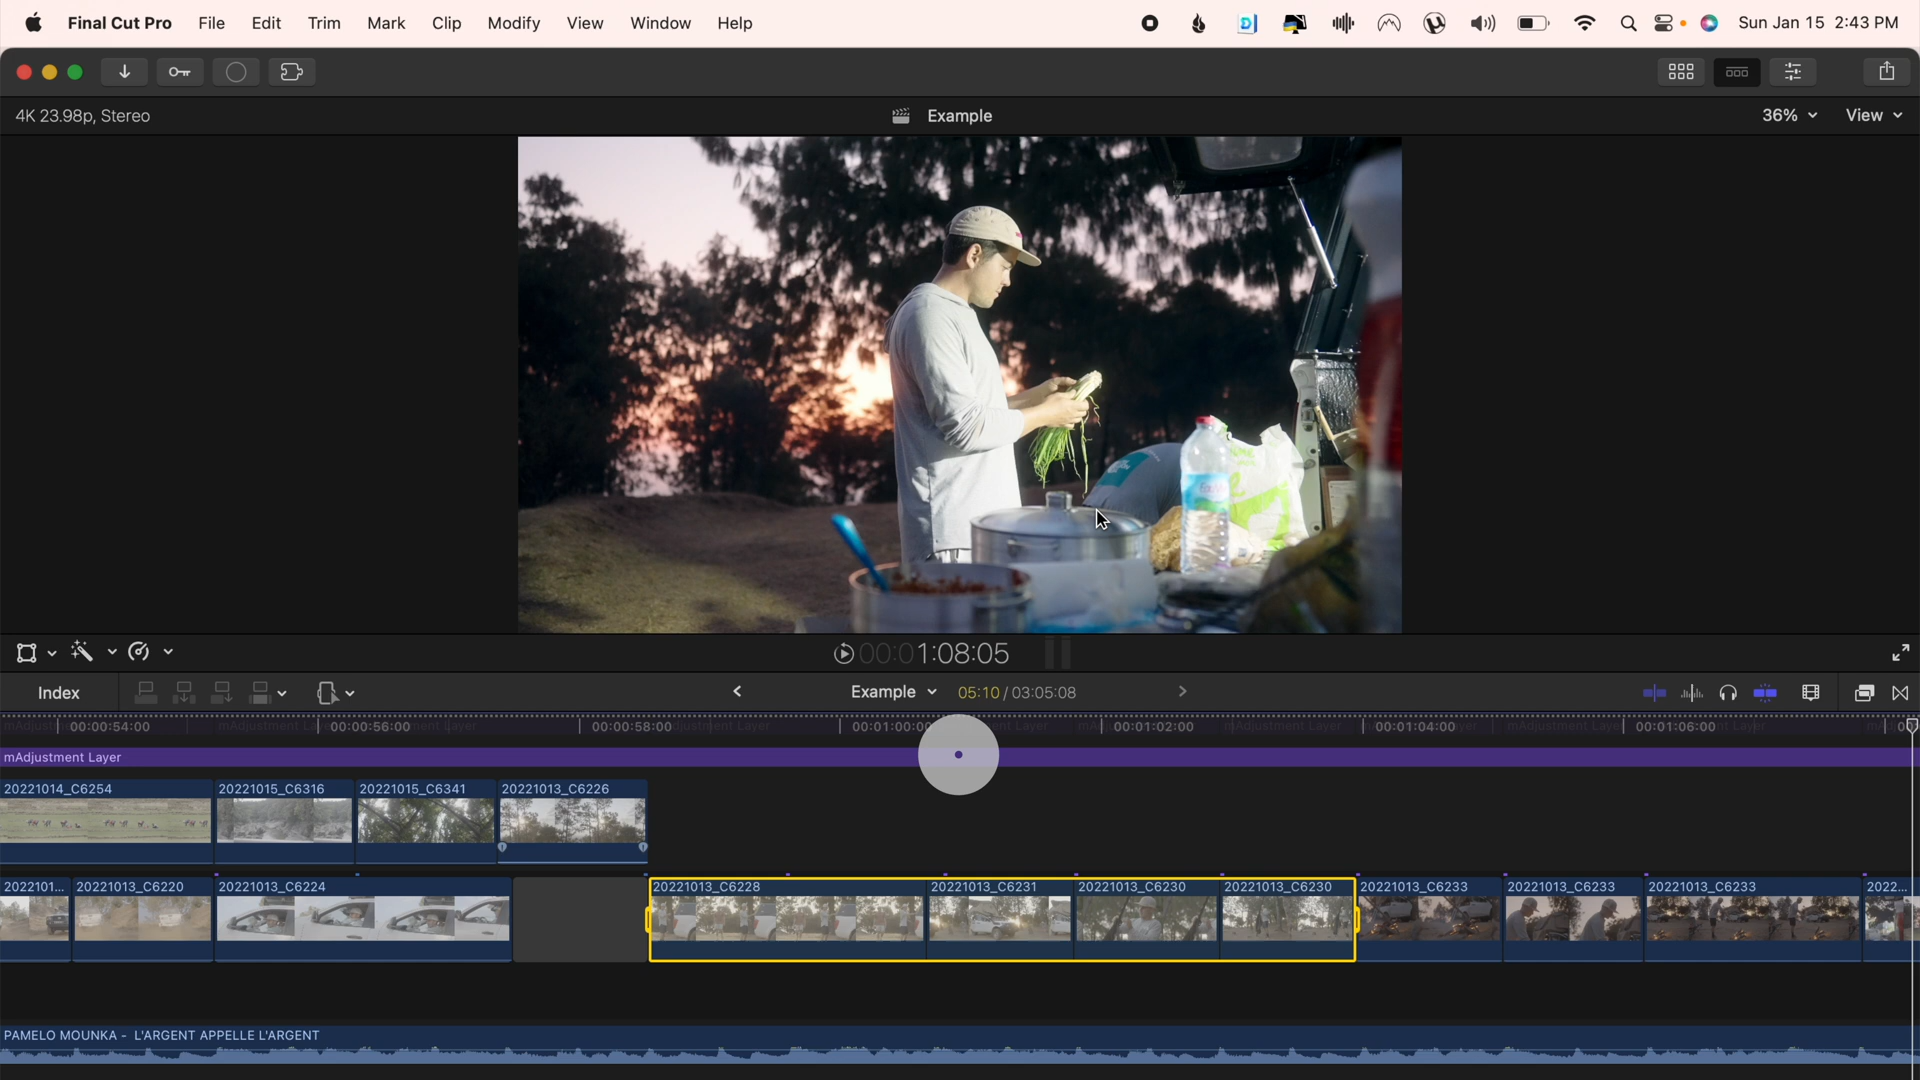 Final Cut Pro File Edit Trim Mark Clip Modify View Window Help Sun Jan 15 2:43 PM
4K 23.98p, Stereo Example 36% View
00:01:08:05
Index Example 05:10 / 03:05:08
00:00:54:00 00:00:56:00 00:00:58:00 00:01:00:00 00:01:02:00 00:01:04:00 00:01:06:00
mAdjustment Layer
20221014_C6254 20221015_C6316 20221015_C6341 20221013_C6226
2022101... 20221013_C6220 20221013_C6224 20221013_C6228 20221013_C6231 20221013_C6230 20221013_C6230 20221013_C6233 20221013_C6233 20221013_C6233 2022...
PAMELO MOUNKA - L'ARGENT APPELLE L'ARGENT